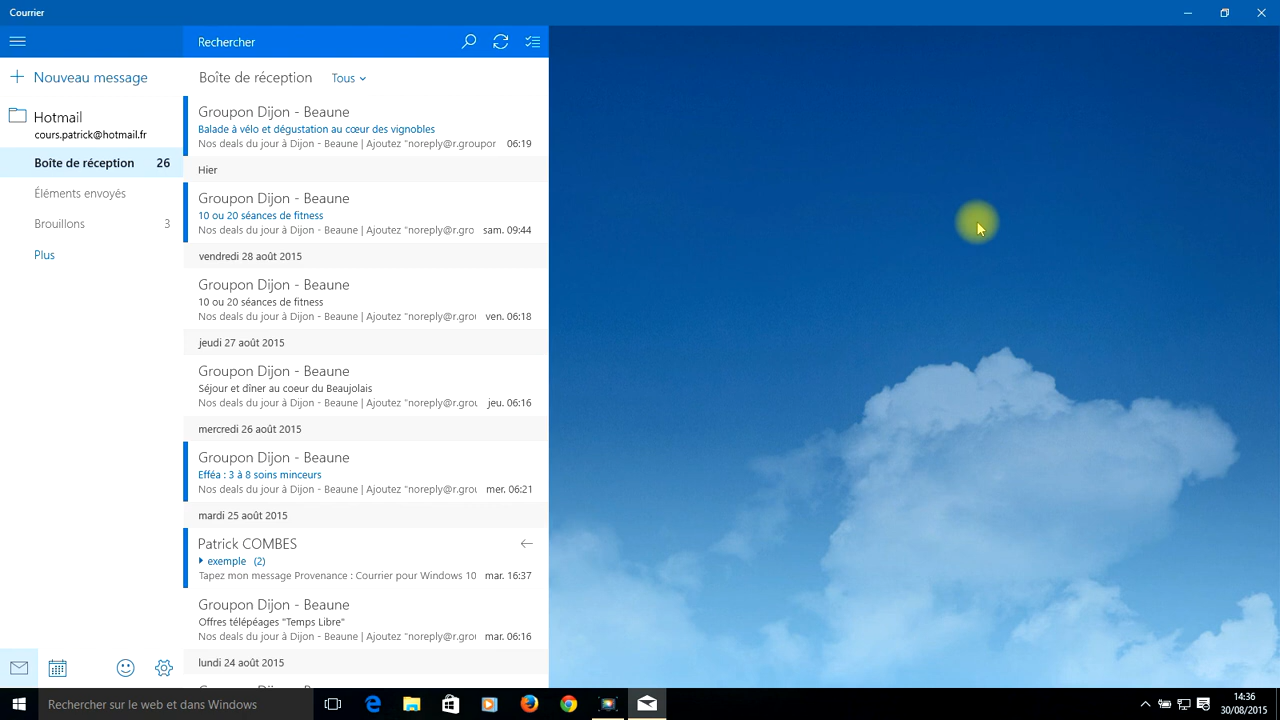 Courrier
Rechercher
Nouveau message
Hotmail
cours.patrick@hotmail.fr
Boîte de réception 26
Éléments envoyés
Brouillons 3
Plus
Boîte de réception Tous
Groupon Dijon - Beaune
Balade à vélo et dégustation au cœur des vignobles
Nos deals du jour à Dijon - Beaune | Ajoutez "noreply@r.groupor 06:19
Hier
Groupon Dijon - Beaune
10 ou 20 séances de fitness
Nos deals du jour à Dijon - Beaune | Ajoutez "noreply@r.gro sam. 09:44
vendredi 28 août 2015
Groupon Dijon - Beaune
10 ou 20 séances de fitness
Nos deals du jour à Dijon - Beaune | Ajoutez "noreply@r.grou ven. 06:18
jeudi 27 août 2015
Groupon Dijon - Beaune
Séjour et dîner au coeur du Beaujolais
Nos deals du jour à Dijon - Beaune | Ajoutez "noreply@r.grou jeu. 06:16
mercredi 26 août 2015
Groupon Dijon - Beaune
Efféa : 3 à 8 soins minceurs
Nos deals du jour à Dijon - Beaune | Ajoutez "noreply@r.grou mer. 06:21
mardi 25 août 2015
Patrick COMBES
exemple (2)
Tapez mon message Provenance : Courrier pour Windows 10 mar. 16:37
Groupon Dijon - Beaune
Offres télépéages "Temps Libre"
Nos deals du jour à Dijon - Beaune | Ajoutez "noreply@r.grou mar. 06:16
lundi 24 août 2015
Rechercher sur le web et dans Windows
14:36
30/08/2015